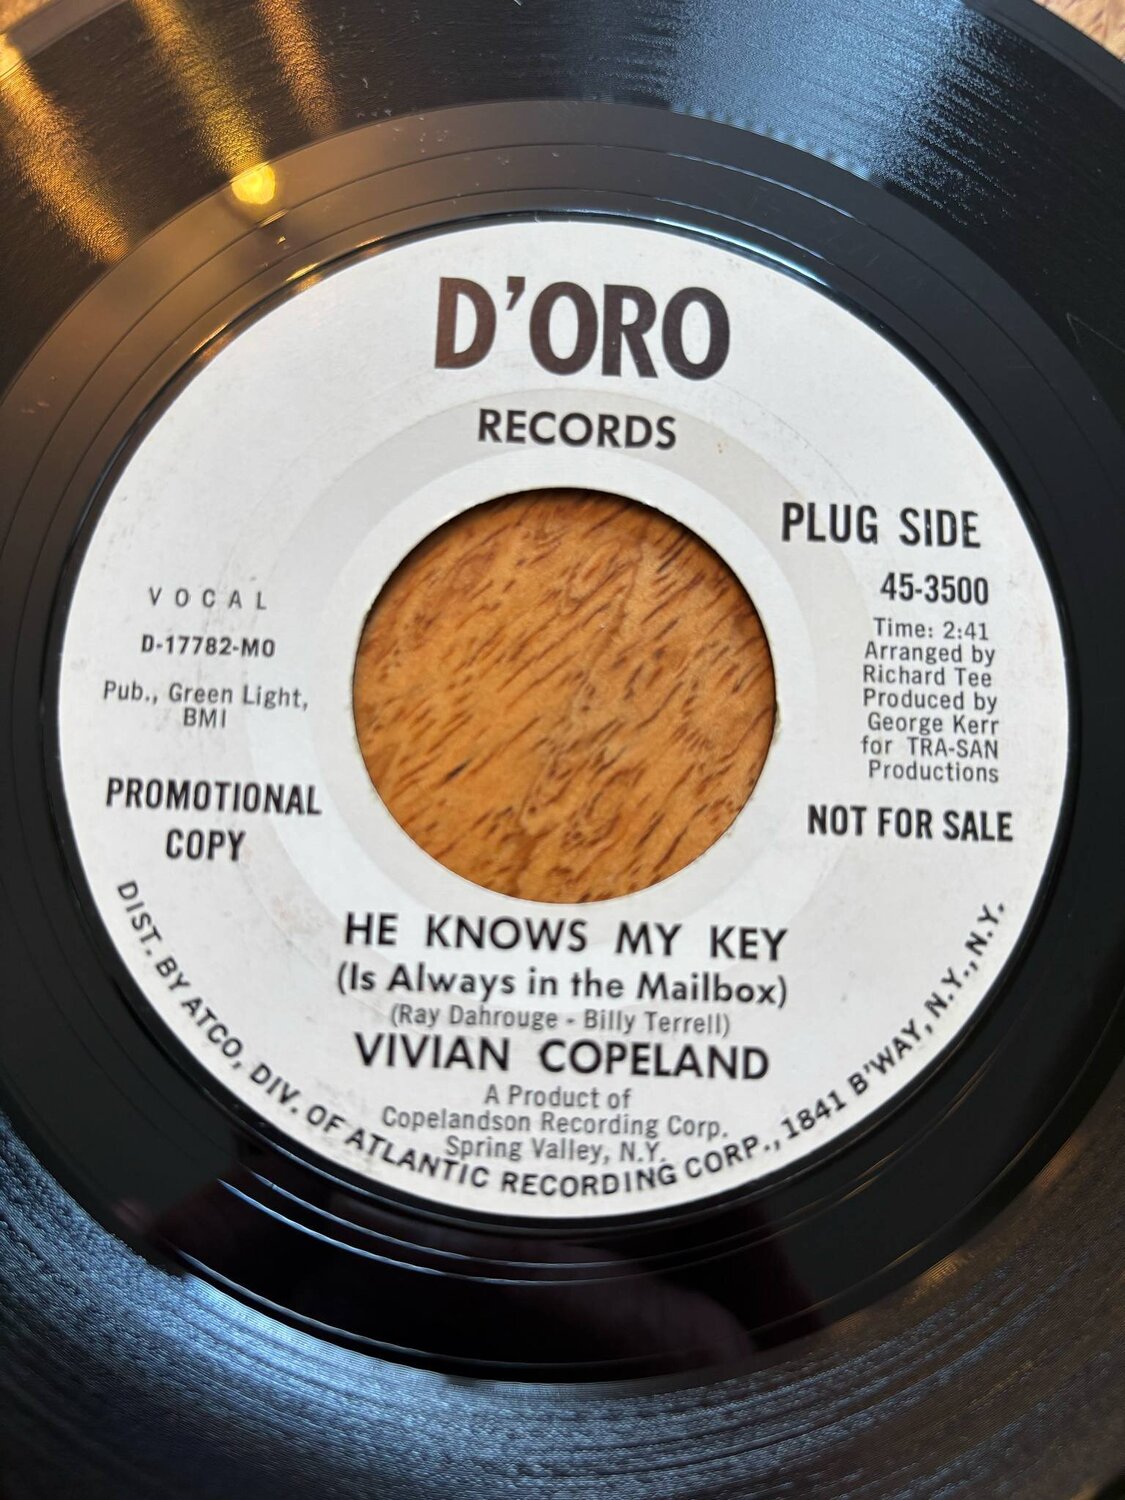 D'ORO
RECORDS
PLUG SIDE
45-3500
Time: 2:41
Arranged by
Richard Tee
Produced by
George Kerr
for TRA-SAN
Productions
NOT FOR SALE
VOCAL
D-17782-MO
Pub., Green Light,
BMI
PROMOTIONAL
COPY
HE KNOWS MY KEY
(Is Always in the Mailbox)
(Ray Dahrouge - Billy Terrell)
VIVIAN COPELAND
A Product of
Copelandson Recording Corp.
Spring Valley, N.Y.
DIST. BY ATCO, DIV. OF ATLANTIC RECORDING CORP., 1841 B'WAY, N.Y., N.Y.